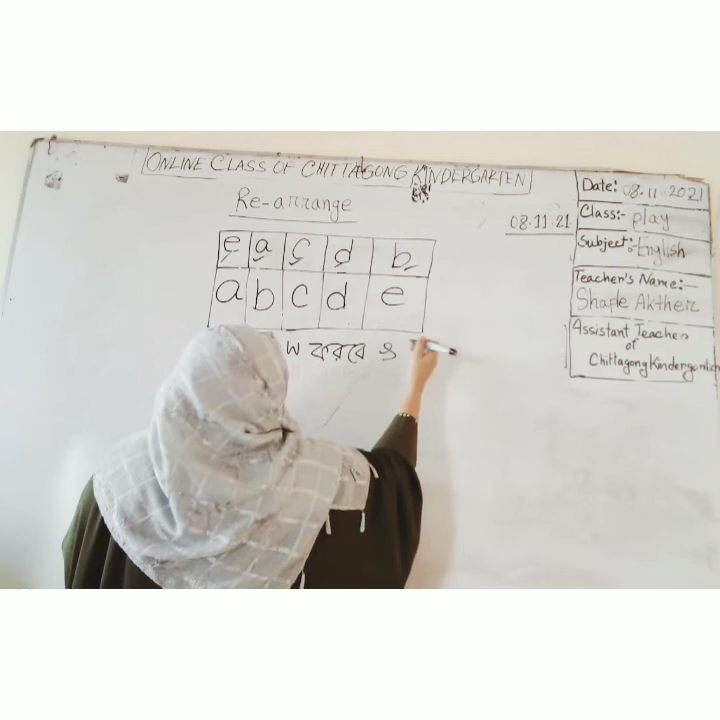 ONLINE CLASS OF CHITTAGONG KINDERGARTEN
Re-arrange
08.11.21
e a c d b
a b c d e
করবে ও
Date: 08.11.2021
Class:- play
Subject:- English
Teacher's Name:-
Shaple Akther
Assistant Teacher
of
Chittagong Kindergarten